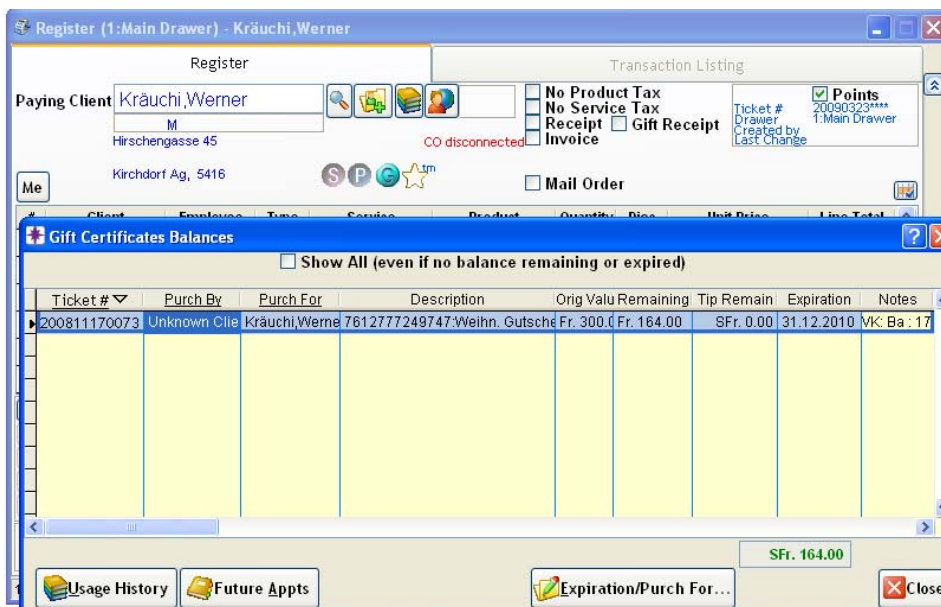 Register (1:Main Drawer) - Kräuchi,Werner
Register
Transaction Listing
Paying Client Kräuchi,Werner
M
Hirschengasse 45
CO disconnected
Kirchdorf Ag, 5416
S P G tm
No Product Tax
No Service Tax
Receipt Gift Receipt
Invoice
Mail Order
Points
Ticket # 20090323****
Drawer 1:Main Drawer
Created by
Last Change
Me
# Client Employee Type Service Product Quantity Disc Unit Price Line Total
Gift Certificates Balances
Show All (even if no balance remaining or expired)
Ticket # Purch By Purch For Description Orig Valu Remaining Tip Remain Expiration Notes
200811170073 Unknown Clie Kräuchi,Werne 7612777249747:Weihn. Gutsche Fr. 300.0 Fr. 164.00 SFr. 0.00 31.12.2010 VK: Ba : 17
SFr. 164.00
Usage History Future Appts Expiration/Purch For... Close